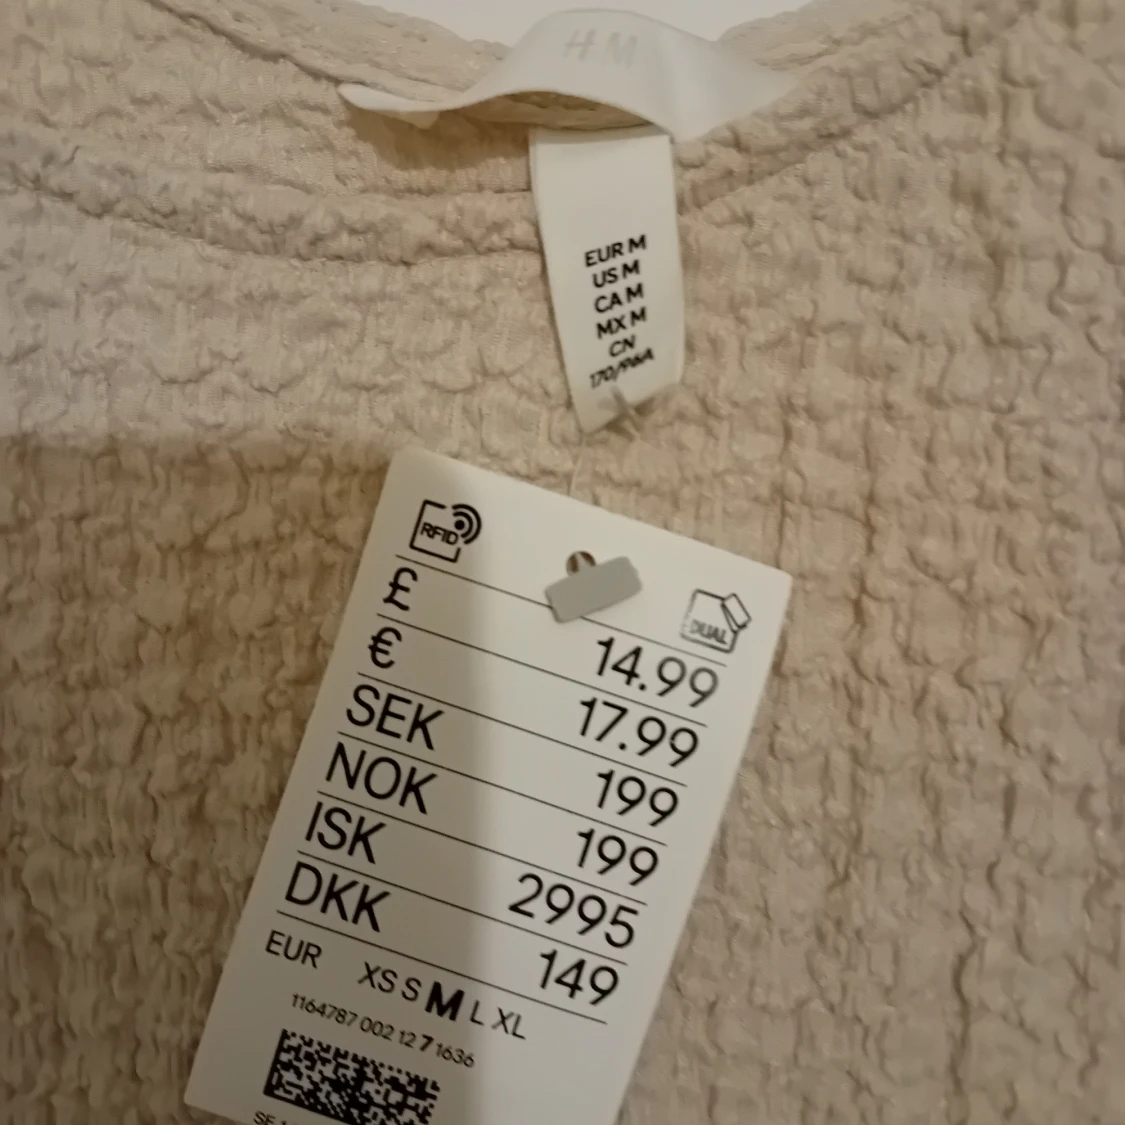 H M
EUR M
US M
CA M
MX M
CN
170/96A
RFID
DUAL
£ 14.99
€ 17.99
SEK 199
NOK 199
ISK 2995
DKK 149
EUR XS S M L XL
1164787 002 12 7 1636